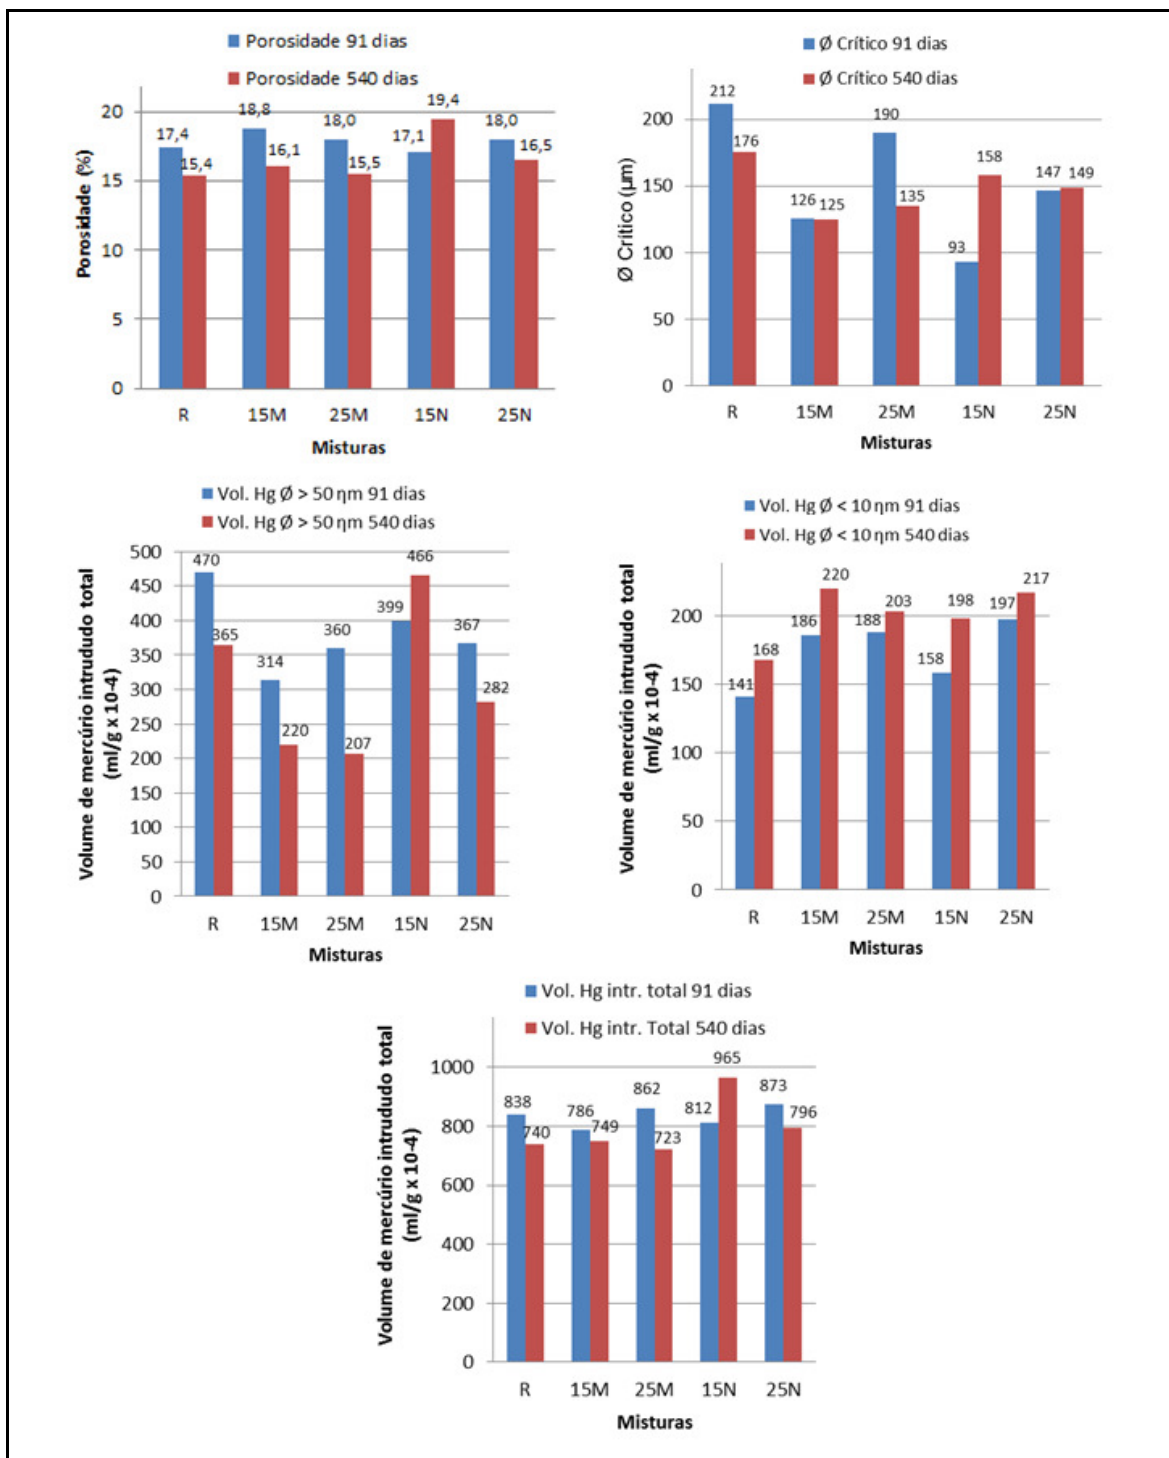 Porosidade 91 dias
Porosidade 540 dias
Porosidade (%)
20
15
10
5
0
17,4
15,4
18,8
16,1
18,0
15,5
17,1
19,4
18,0
16,5
R 15M 25M 15N 25N
Misturas
Ø Crítico 91 dias
Ø Crítico 540 dias
Ø Crítico (µm)
200
150
100
50
0
212
176
126
125
190
135
93
158
147
149
R 15M 25M 15N 25N
Misturas
Vol. Hg Ø > 50 ηm 91 dias
Vol. Hg Ø > 50 ηm 540 dias
Volume de mercúrio intrududo total
(ml/g x 10-4)
500
450
400
350
300
250
200
150
100
50
0
470
365
314
220
360
207
399
466
367
282
R 15M 25M 15N 25N
Misturas
Vol. Hg Ø < 10 ηm 91 dias
Vol. Hg Ø < 10 ηm 540 dias
Volume de mercúrio intrududo total
(ml/g x 10-4)
200
150
100
50
0
141
168
186
220
188
203
158
198
197
217
R 15M 25M 15N 25N
Misturas
Vol. Hg intr. total 91 dias
Vol. Hg intr. Total 540 dias
Volume de mercúrio intrududo total
(ml/g x 10-4)
1000
800
600
400
200
0
838
740
786
749
862
723
812
965
873
796
R 15M 25M 15N 25N
Misturas